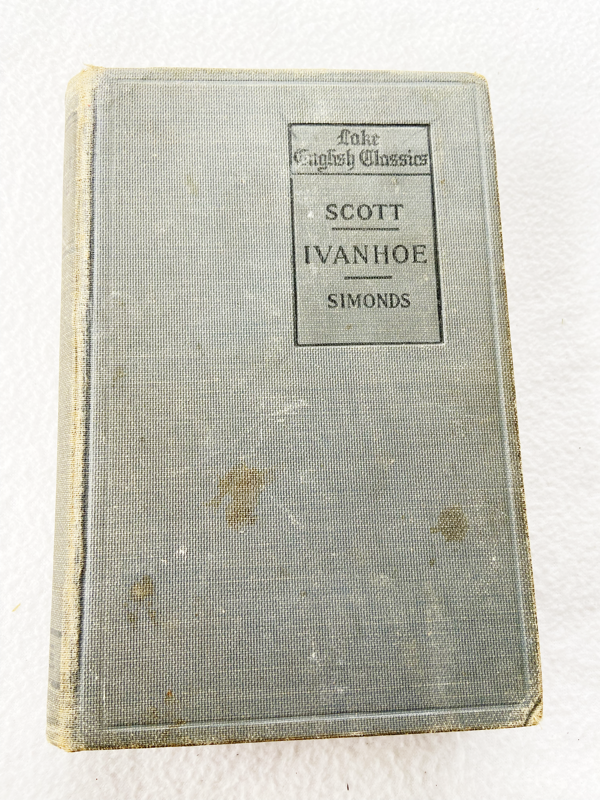 Lake
English Classics
SCOTT
IVANHOE
SIMONDS